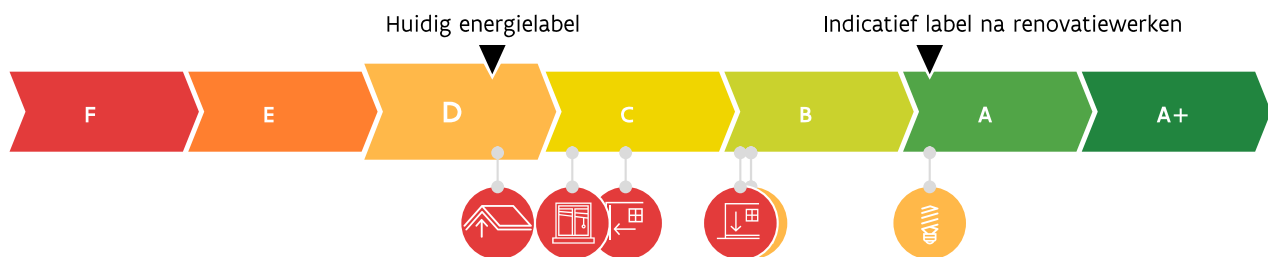 Huidig energielabel
Indicatief label na renovatiewerken
F
E
D
C
B
A
A+